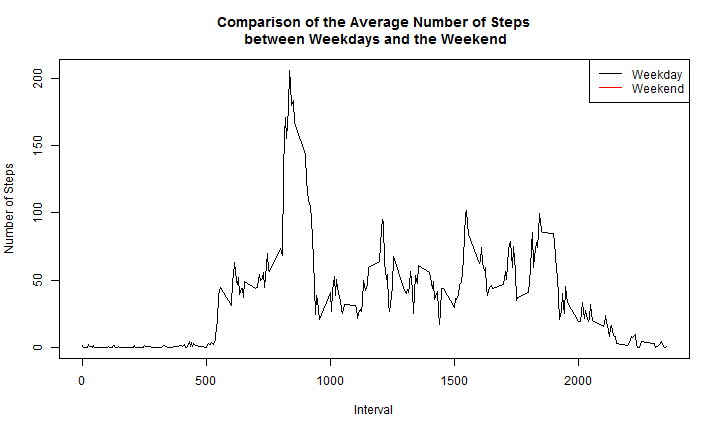 Comparison of the Average Number of Steps
between Weekdays and the Weekend
Weekday
Weekend
Number of Steps
200
150
100
50
0
0 500 1000 1500 2000
Interval